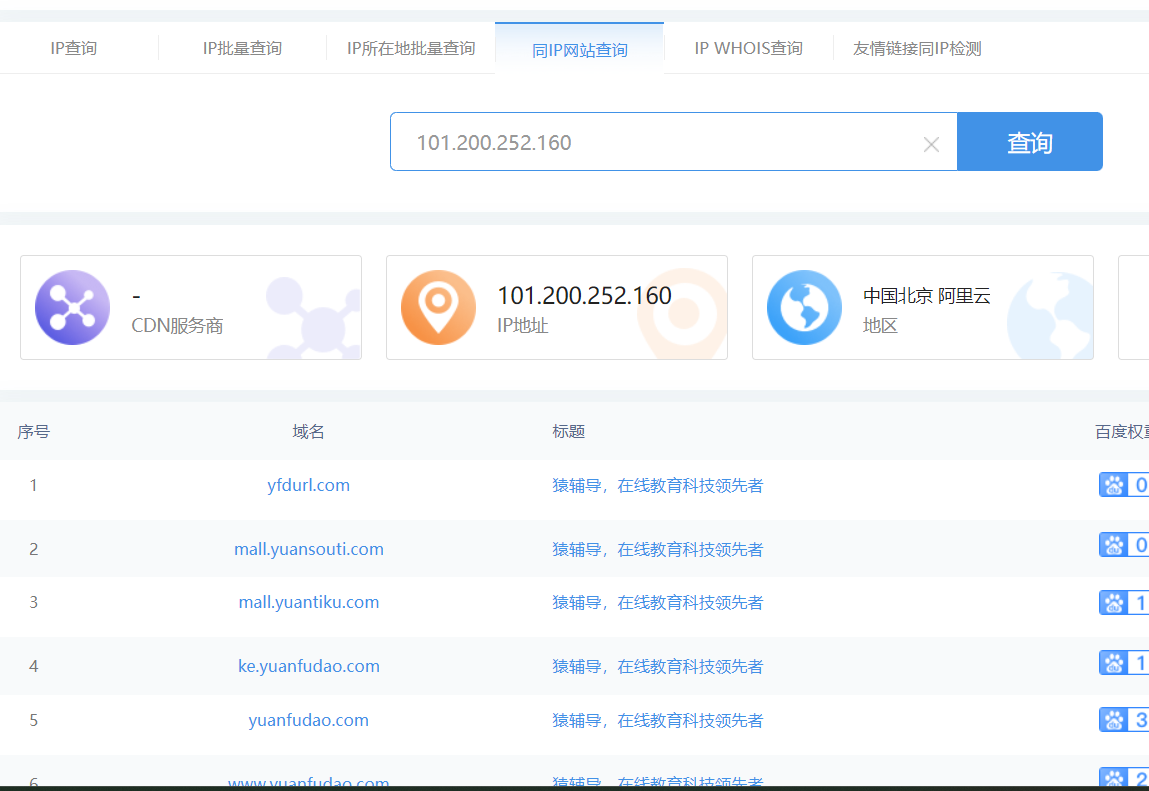 IP查询 IP批量查询 IP所在地批量查询 同IP网站查询 IP WHOIS查询 友情链接同IP检测
101.200.252.160 × 查询
- 101.200.252.160 中国北京 阿里云
CDN服务商 IP地址 地区
序号 域名 标题 百度权重
1 yfdurl.com 猿辅导，在线教育科技领先者 0
2 mall.yuansouti.com 猿辅导，在线教育科技领先者 0
3 mall.yuantiku.com 猿辅导，在线教育科技领先者 1
4 ke.yuanfudao.com 猿辅导，在线教育科技领先者 1
5 yuanfudao.com 猿辅导，在线教育科技领先者 3
6 www.yuanfudao.com 猿辅导，在线教育科技领先者 2